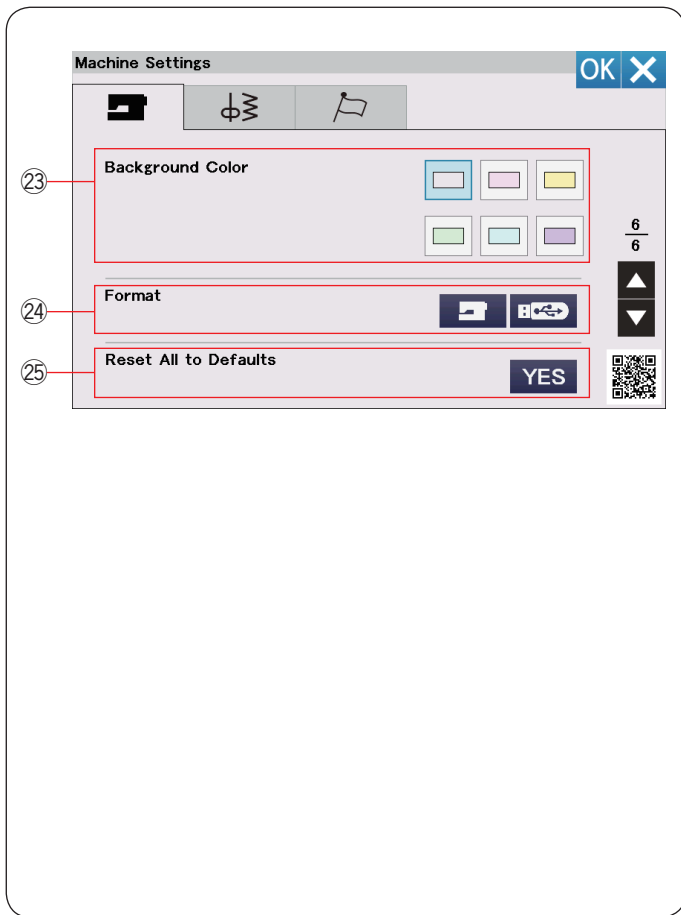 Machine Settings
OK
㉓
Background Color
6
6
㉔
Format
㉕
Reset All to Defaults
YES